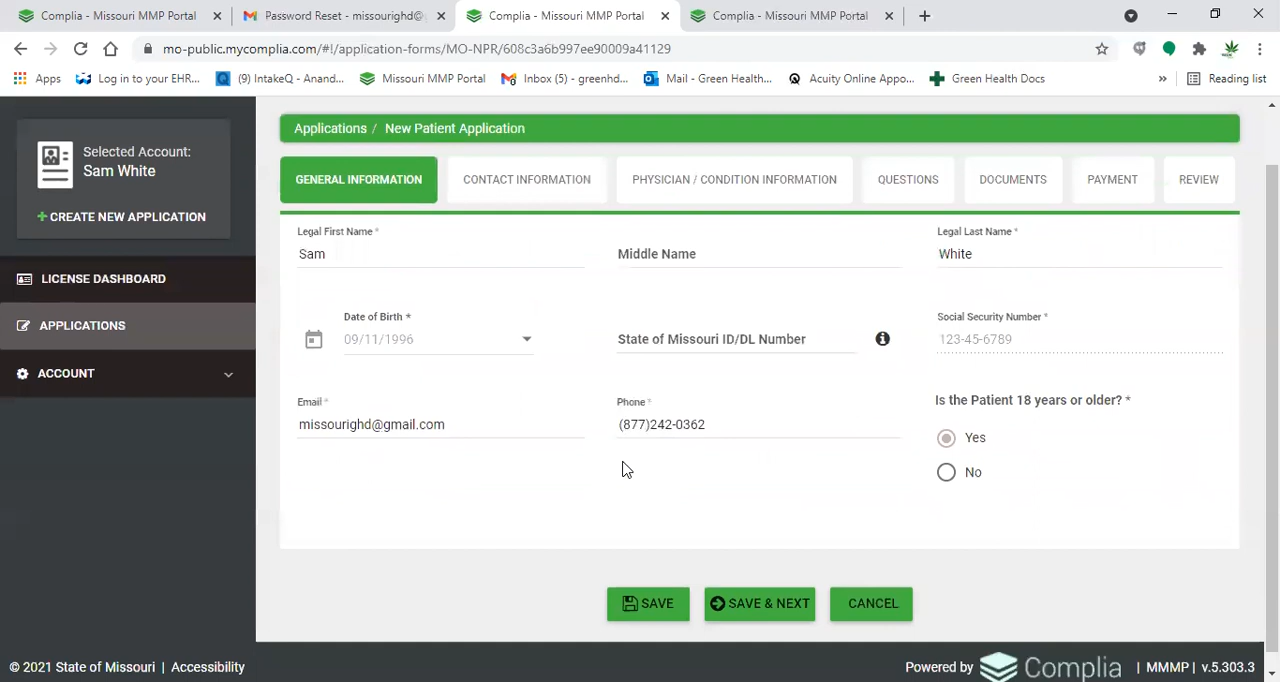 Complia - Missouri MMP Portal
Password Reset - missourighd@
Complia - Missouri MMP Portal
Complia - Missouri MMP Portal
mo-public.mycomplia.com/#!/application-forms/MO-NPR/608c3a6b997ee90009a41129
Apps
Log in to your EHR...
(9) IntakeQ - Anand...
Missouri MMP Portal
Inbox (5) - greenhd...
Mail - Green Health...
Acuity Online Appo...
Green Health Docs
»
Reading list
Selected Account:
Sam White
+ CREATE NEW APPLICATION
LICENSE DASHBOARD
APPLICATIONS
ACCOUNT
Applications / New Patient Application
GENERAL INFORMATION
CONTACT INFORMATION
PHYSICIAN / CONDITION INFORMATION
QUESTIONS
DOCUMENTS
PAYMENT
REVIEW
Legal First Name *
Sam
Middle Name
Legal Last Name *
White
Date of Birth *
09/11/1996
State of Missouri ID/DL Number
Social Security Number *
123-45-6789
Email *
missourighd@gmail.com
Phone *
(877)242-0362
Is the Patient 18 years or older? *
Yes
No
SAVE
SAVE & NEXT
CANCEL
© 2021 State of Missouri | Accessibility
Powered by Complia | MMMP | v.5.303.3